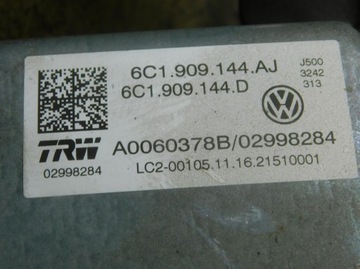 6C1.909.144.AJ
6C1.909.144.D
J500
3242
313
TRW
A0060378B/02998284
02998284
LC2-00105.11.16.21510001